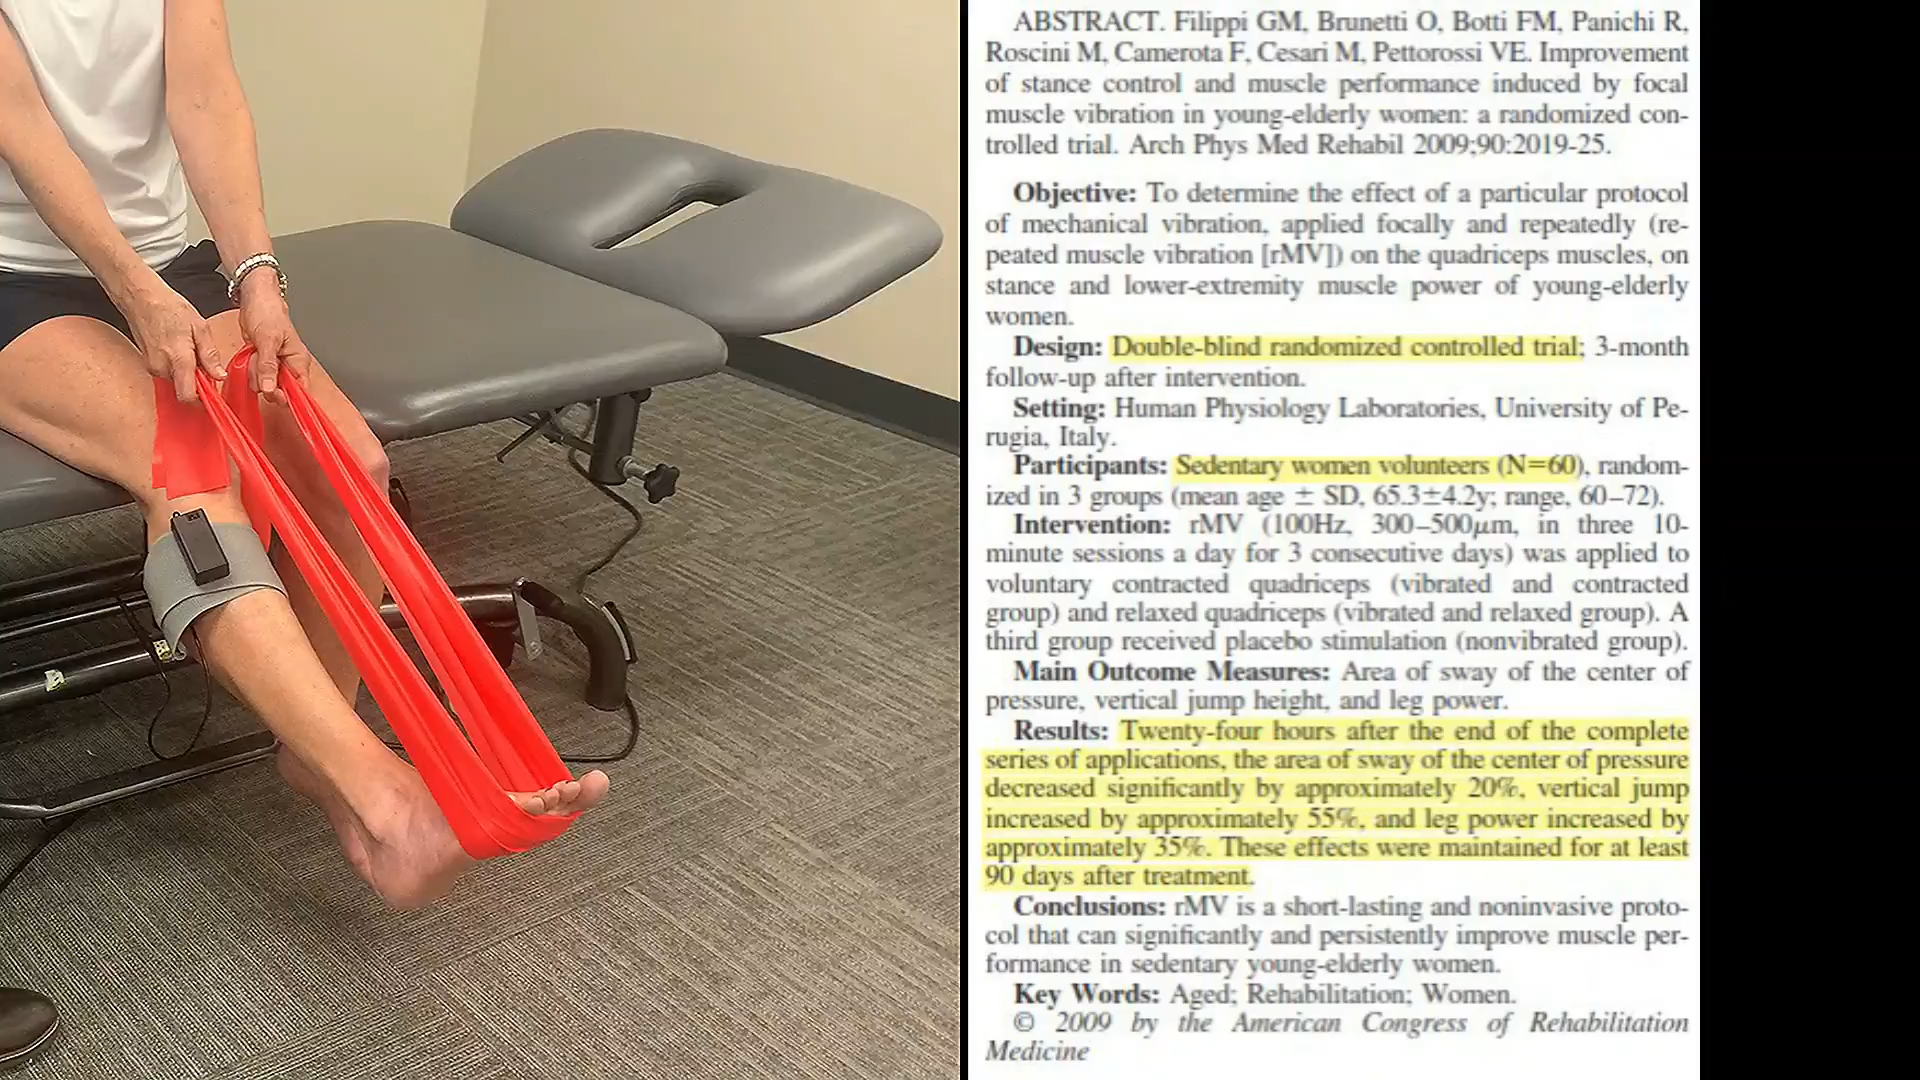 ABSTRACT. Filippi GM, Brunetti O, Botti FM, Panichi R,
Roscini M, Camerota F, Cesari M, Pettorossi VE. Improvement
of stance control and muscle performance induced by focal
muscle vibration in young-elderly women: a randomized con-
trolled trial. Arch Phys Med Rehabil 2009;90:2019-25.
Objective: To determine the effect of a particular protocol
of mechanical vibration, applied focally and repeatedly (re-
peated muscle vibration [rMV]) on the quadriceps muscles, on
stance and lower-extremity muscle power of young-elderly
women.
Design: Double-blind randomized controlled trial; 3-month
follow-up after intervention.
Setting: Human Physiology Laboratories, University of Pe-
rugia, Italy.
Participants: Sedentary women volunteers (N=60), random-
ized in 3 groups (mean age ± SD, 65.3±4.2y; range, 60–72).
Intervention: rMV (100Hz, 300–500μm, in three 10-
minute sessions a day for 3 consecutive days) was applied to
voluntary contracted quadriceps (vibrated and contracted
group) and relaxed quadriceps (vibrated and relaxed group). A
third group received placebo stimulation (nonvibrated group).
Main Outcome Measures: Area of sway of the center of
pressure, vertical jump height, and leg power.
Results: Twenty-four hours after the end of the complete
series of applications, the area of sway of the center of pressure
decreased significantly by approximately 20%, vertical jump
increased by approximately 55%, and leg power increased by
approximately 35%. These effects were maintained for at least
90 days after treatment.
Conclusions: rMV is a short-lasting and noninvasive proto-
col that can significantly and persistently improve muscle per-
formance in sedentary young-elderly women.
Key Words: Aged; Rehabilitation; Women.
© 2009 by the American Congress of Rehabilitation
Medicine